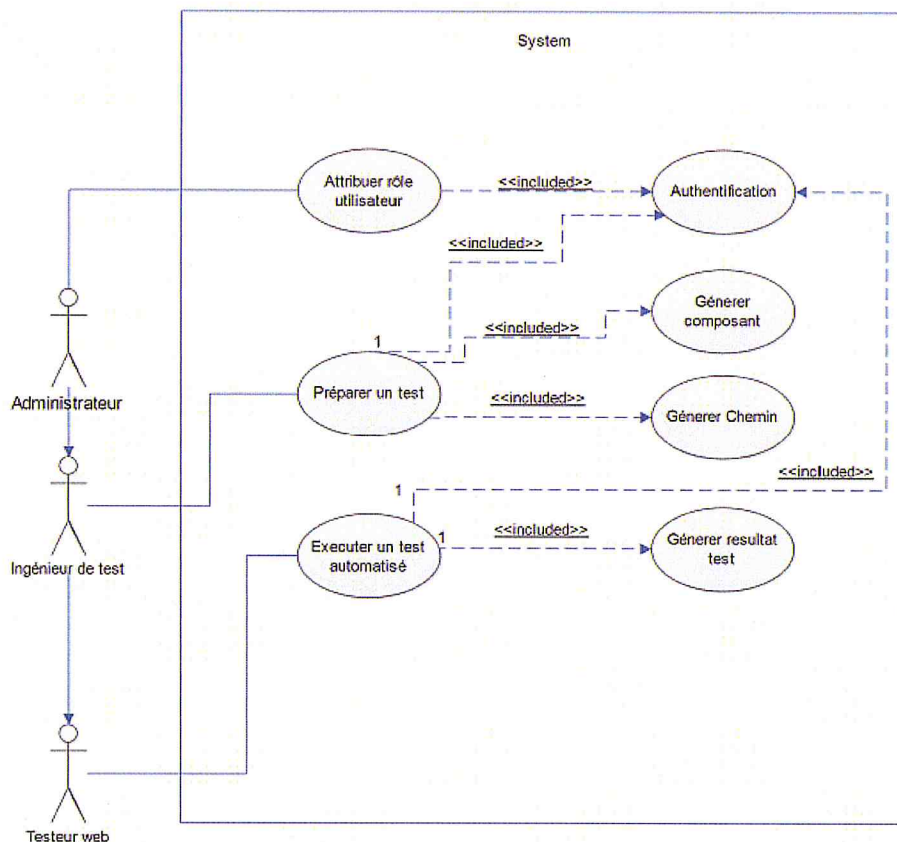 System
Attribuer rôle
utilisateur
<<included>>
Authentification
<<included>>
Génerer
composant
<<included>>
1
Préparer un test
<<included>>
Génerer Chemin
Administrateur
<<included>>
1
Executer un test
automatisé
1
<<included>>
Génerer resultat
test
Ingénieur de test
Testeur web